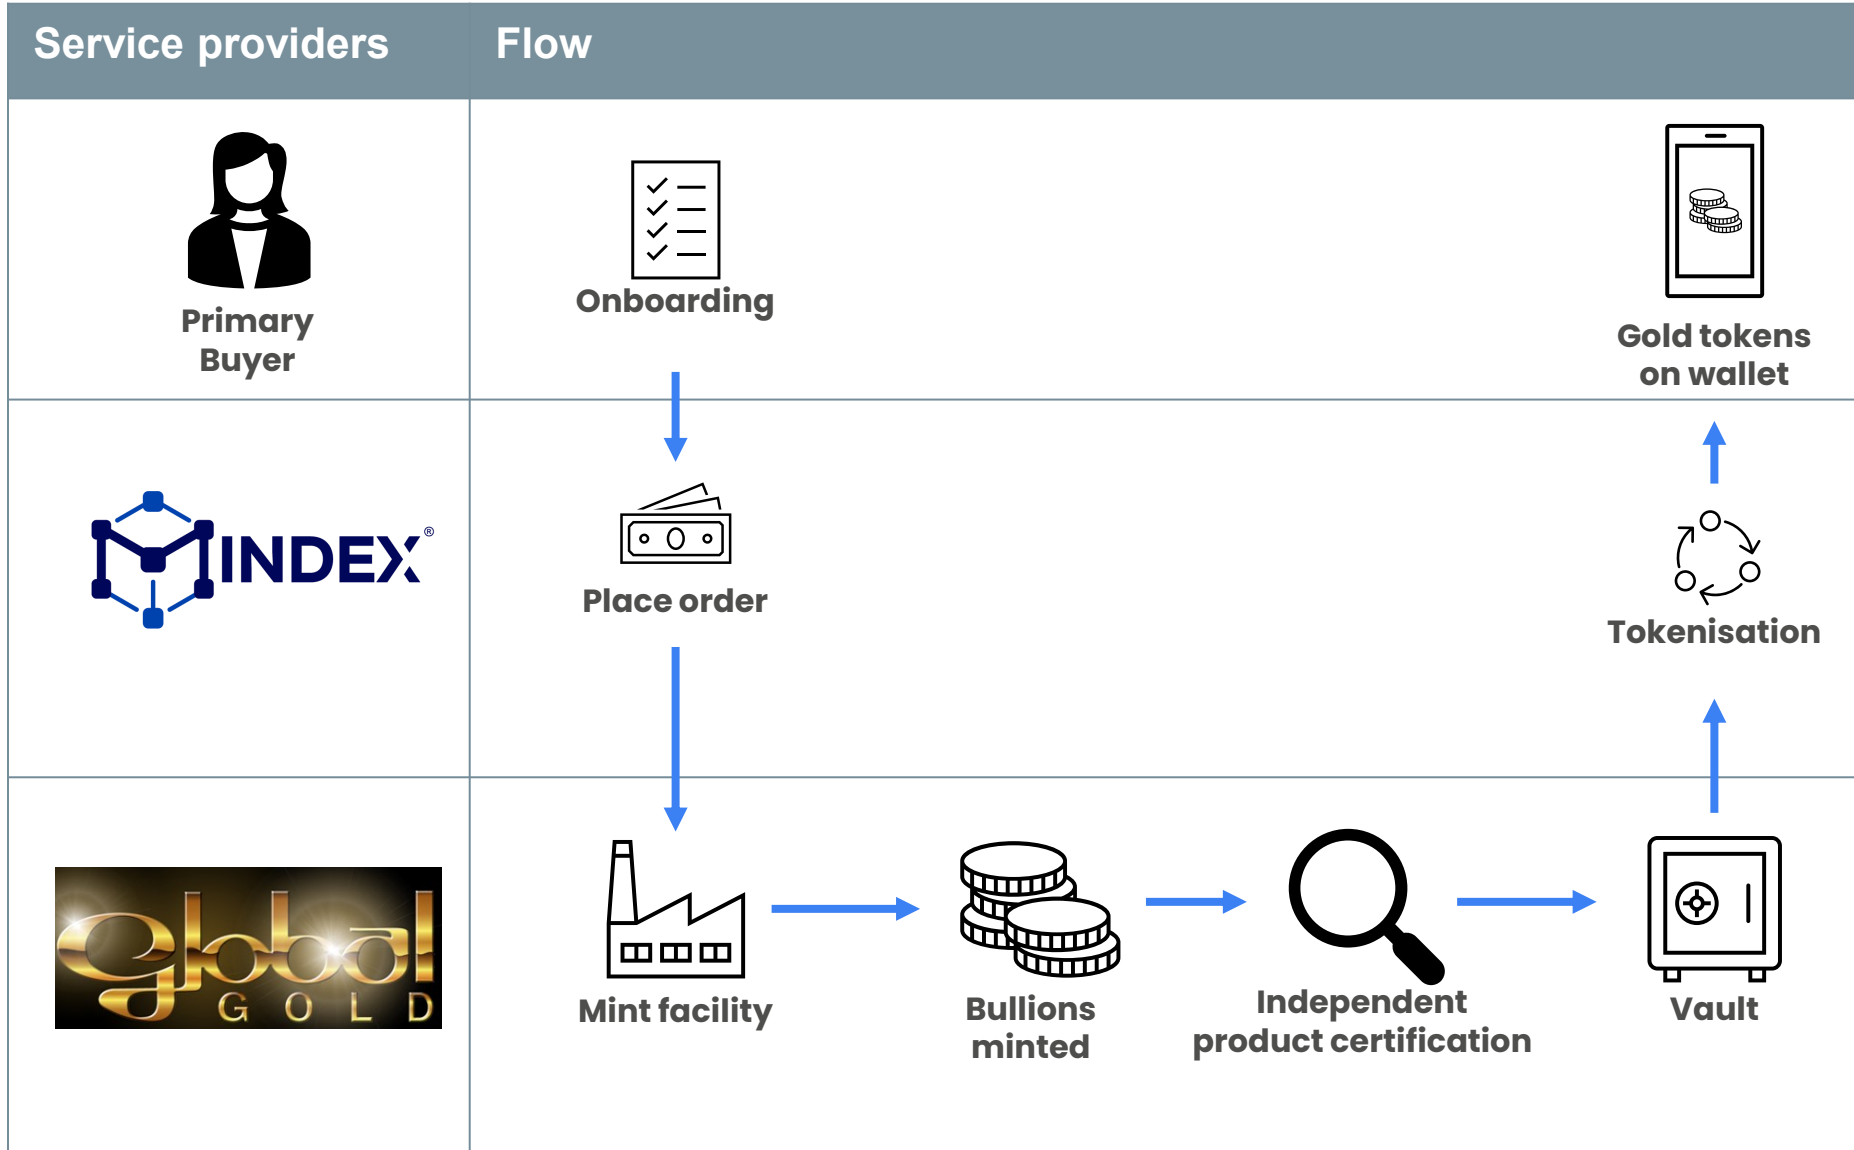 Service providers
Flow
Primary
Buyer
Onboarding
Gold tokens
on wallet
INDEX®
Place order
Tokenisation
global
GOLD
Mint facility
Bullions
minted
Independent
product certification
Vault